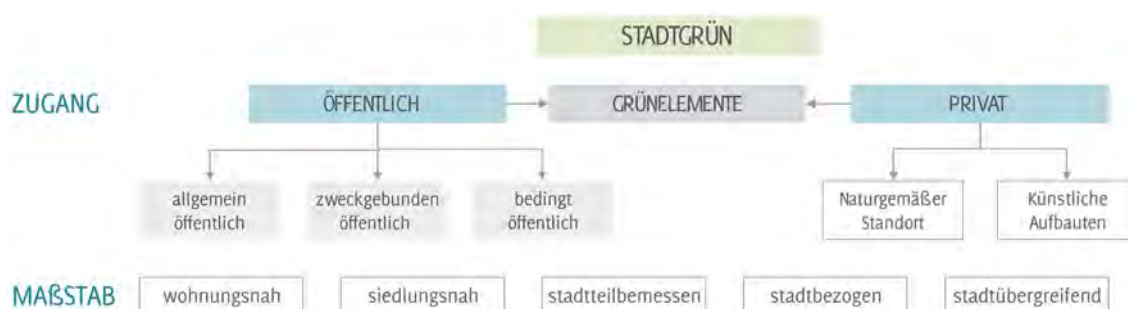 STADTGRÜN
ZUGANG
ÖFFENTLICH
GRÜNELEMENTE
PRIVAT
allgemein
öffentlich
zweckgebunden
öffentlich
bedingt
öffentlich
Naturgemäßer
Standort
Künstliche
Aufbauten
MAßSTAB
wohnungsnah
siedlungsnah
stadtteilbemessen
stadtbezogen
stadtübergreifend